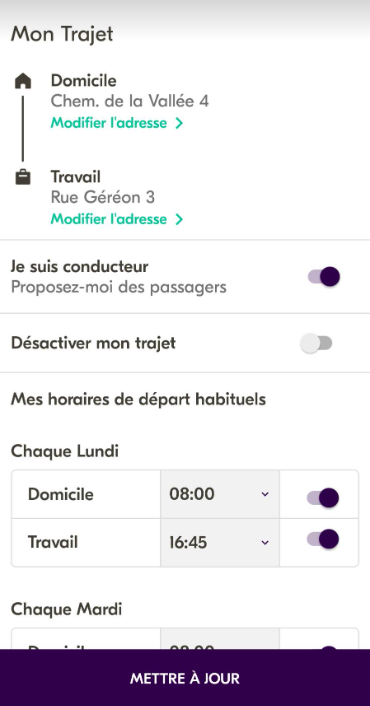 Mon Trajet
Domicile
Chem. de la Vallée 4
Modifier l'adresse
Travail
Rue Géréon 3
Modifier l'adresse
Je suis conducteur
Proposez-moi des passagers
Désactiver mon trajet
Mes horaires de départ habituels
Chaque Lundi
Domicile 08:00
Travail 16:45
Chaque Mardi
METTRE À JOUR